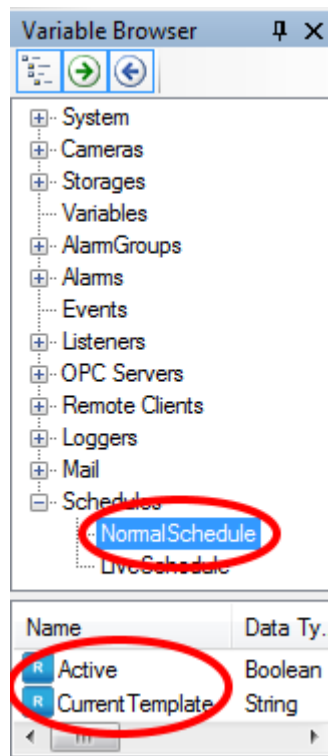 Variable Browser
System
Cameras
Storages
Variables
AlarmGroups
Alarms
Events
Listeners
OPC Servers
Remote Clients
Loggers
Mail
Schedules
NormalSchedule
LiveSchedule
Name Data Ty..
R Active Boolean
R CurrentTemplate String